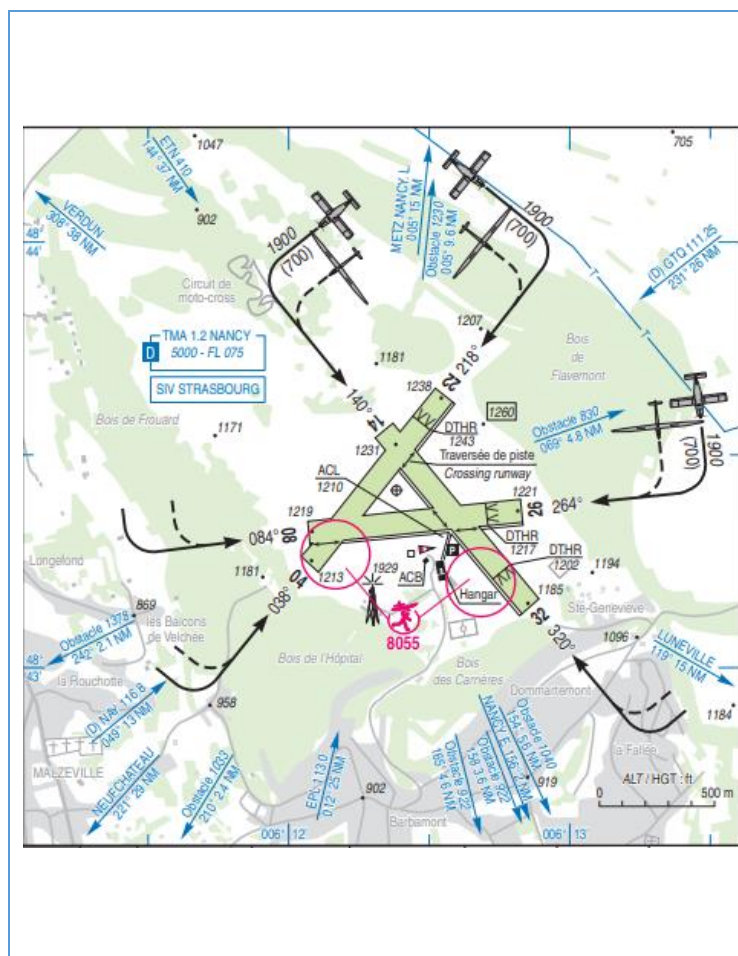 1047
705
ETN 410
144° 37 NM
VERDUN
308° 38 NM
902
48°
44'
1900
(700)
METZ NANCY. L
005° 15 NM
Obstacle 1230
005° 9.6 NM
1900
(700)
(D) GTQ 111.25
231° 26 NM
T
T
Circuit de
moto-cross
1207
Bois
de
Flavemont
TMA 1.2 NANCY
D
5000 - FL 075
SIV STRASBOURG
1181
218°
22
1238
140°
14
1260
Bois de Frouard
1171
1231
DTHR
1243
Traversée de piste
Crossing runway
Obstacle 830
069° 4.8 NM
1900
(700)
ACL
1210
1221
26
264°
1219
084°
08
DTHR
1217
DTHR
1202
1194
Longefond
1181
04
038°
1213
1929
ACB
P
Hangar
1185
32
320°
Ste-Geneviève
869
les Balcons
de Velchée
8055
Obstacle 1378
242° 2.1 NM
48°
43'
la Rouchotte
Bois de l'Hôpital
Bois
des Carrières
1096
LUNEVILLE
119° 15 NM
(D) NAY 116.8
049° 13 NM
958
Dommartemont
1184
MALZEVILLE
NEUFCHATEAU
221° 29 NM
Obstacle 1033
210° 2.4 NM
EPL 113.0
012° 25 NM
902
Obstacle 922
165° 4.6 NM
Obstacle 922
158° 3.6 NM
Obstacle 1040
154° 5.6 NM
919
la Fallée
ALT / HGT : ft
0
500 m
Barbamont
006° 12'
006° 13'